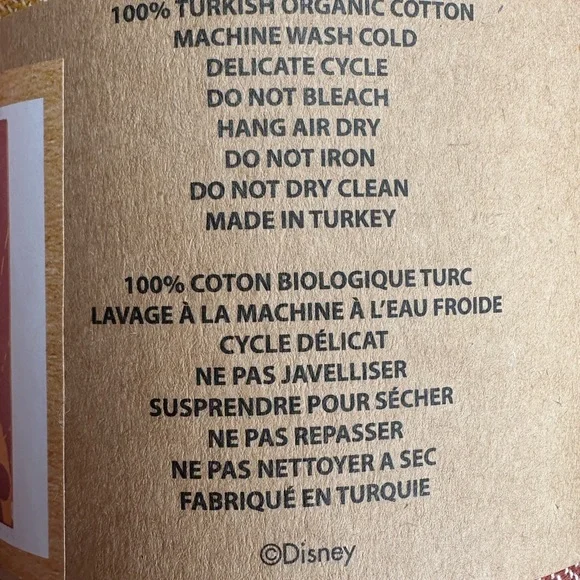 100% TURKISH ORGANIC COTTON
MACHINE WASH COLD
DELICATE CYCLE
DO NOT BLEACH
HANG AIR DRY
DO NOT IRON
DO NOT DRY CLEAN
MADE IN TURKEY
100% COTON BIOLOGIQUE TURC
LAVAGE À LA MACHINE À L'EAU FROIDE
CYCLE DÉLICAT
NE PAS JAVELLISER
SUSPRENDRE POUR SÉCHER
NE PAS REPASSER
NE PAS NETTOYER A SEC
FABRIQUÉ EN TURQUIE
©Disney